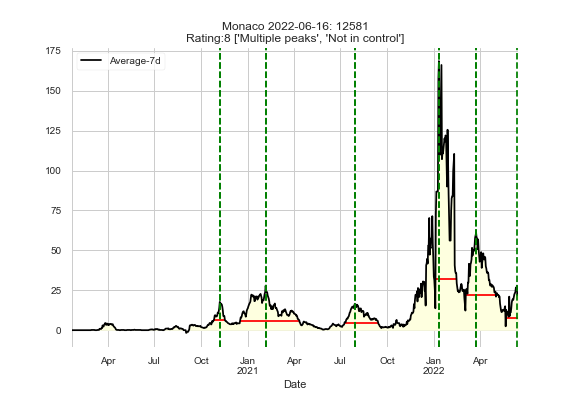 Monaco 2022-06-16: 12581
Rating:8 ['Multiple peaks', 'Not in control']
Average-7d
175
150
125
100
75
50
25
0
Apr Jul Oct Jan Apr Jul Oct Jan Apr
2021 2022
Date